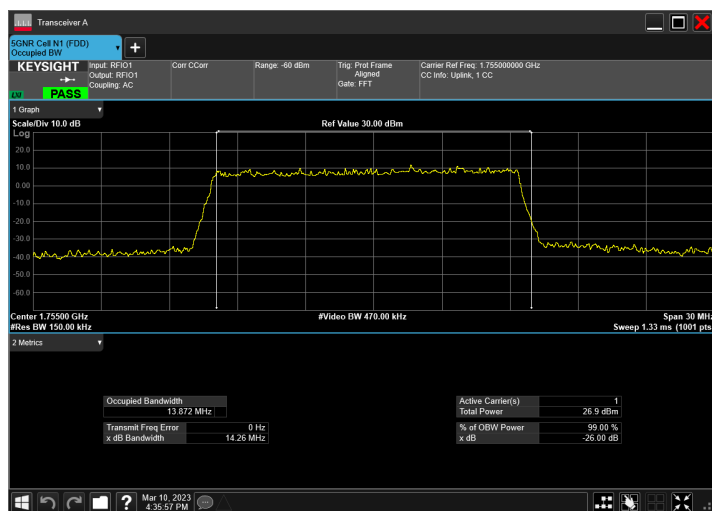 Transceiver A
5GNR Cell N1 (FDD)
Occupied BW
KEYSIGHT
PASS
Input: RFIO1
Output: RFIO1
Coupling: AC
Corr CCorr
Range: -60 dBm
Trig: Prot Frame
Aligned
Gate: FFT
Carrier Ref Freq: 1.755000000 GHz
CC Info: Uplink, 1 CC
1 Graph
Scale/Div 10.0 dB
Ref Value 30.00 dBm
Log
20.0
10.0
0.00
-10.0
-20.0
-30.0
-40.0
-50.0
-60.0
Center 1.75500 GHz
#Video BW 470.00 kHz
Span 30 MHz
#Res BW 150.00 kHz
Sweep 1.33 ms (1001 pts
2 Metrics
Occupied Bandwidth
13.872 MHz
Transmit Freq Error 0 Hz
x dB Bandwidth 14.26 MHz
Active Carrier(s) 1
Total Power 26.9 dBm
% of OBW Power 99.00 %
x dB -26.00 dB
?
Mar 10, 2023
4:35:57 PM